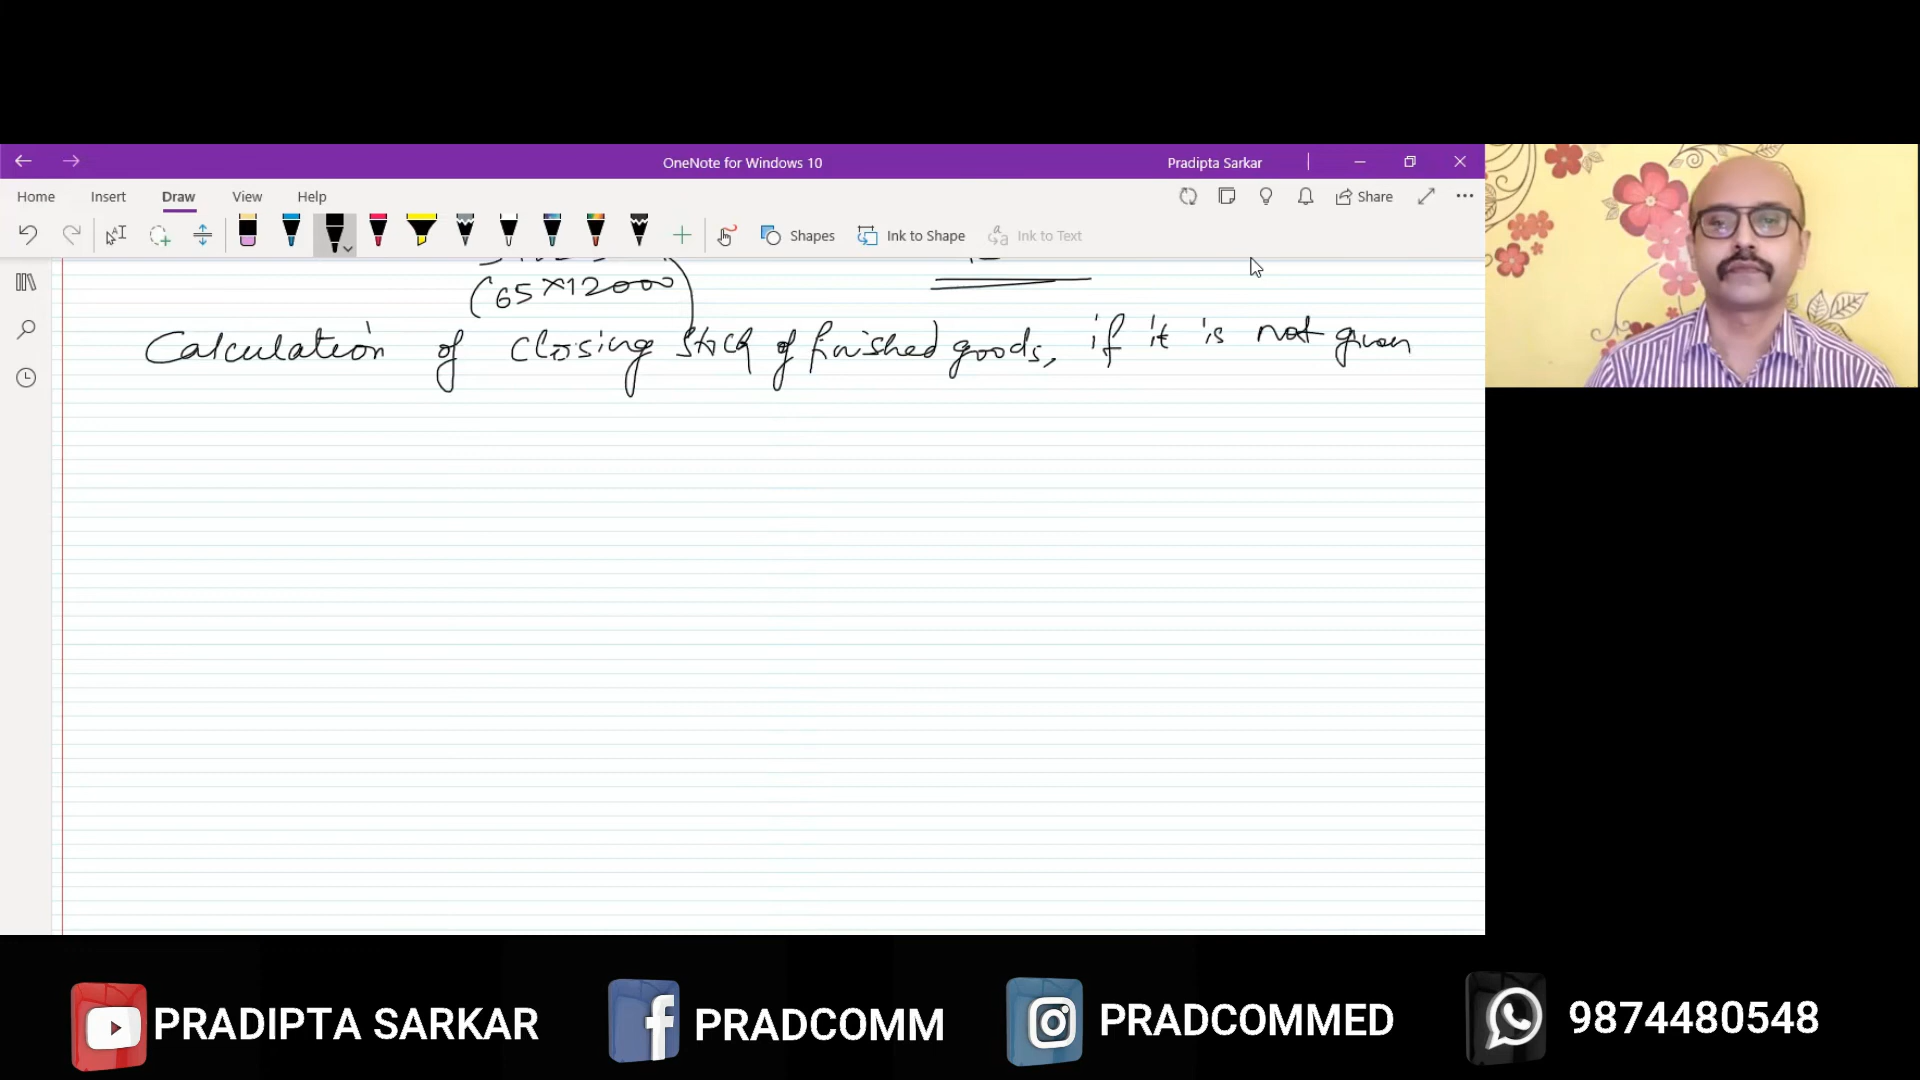 OneNote for Windows 10
Pradipta Sarkar
Home Insert Draw View Help
Share
Shapes Ink to Shape Ink to Text
(65 × 12000)
Calculation of closing stock of finished goods, if it is not given
PRADIPTA SARKAR
PRADCOMM
PRADCOMMED
9874480548